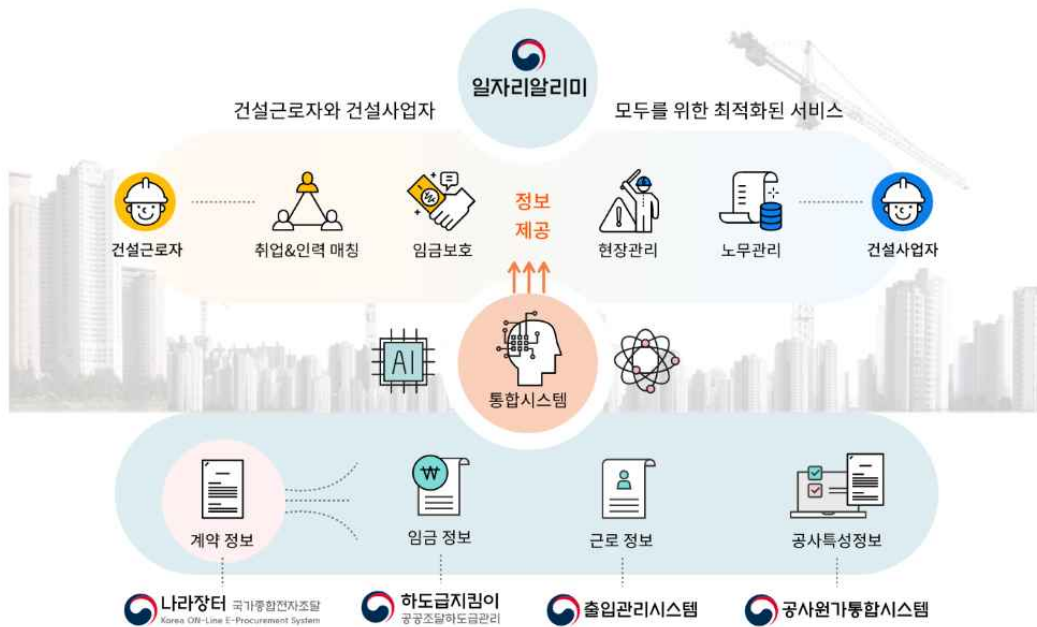 일자리알리미
건설근로자와 건설사업자
모두를 위한 최적화된 서비스
건설근로자
취업&인력 매칭
임금보호
정보
제공
현장관리
노무관리
건설사업자
AI
통합시스템
계약 정보
임금 정보
근로 정보
공사특성정보
나라장터 국가종합전자조달
Korea ON-Line E-Procurement System
하도급지킴이
공공조달하도급관리
출입관리시스템
공사원가통합시스템